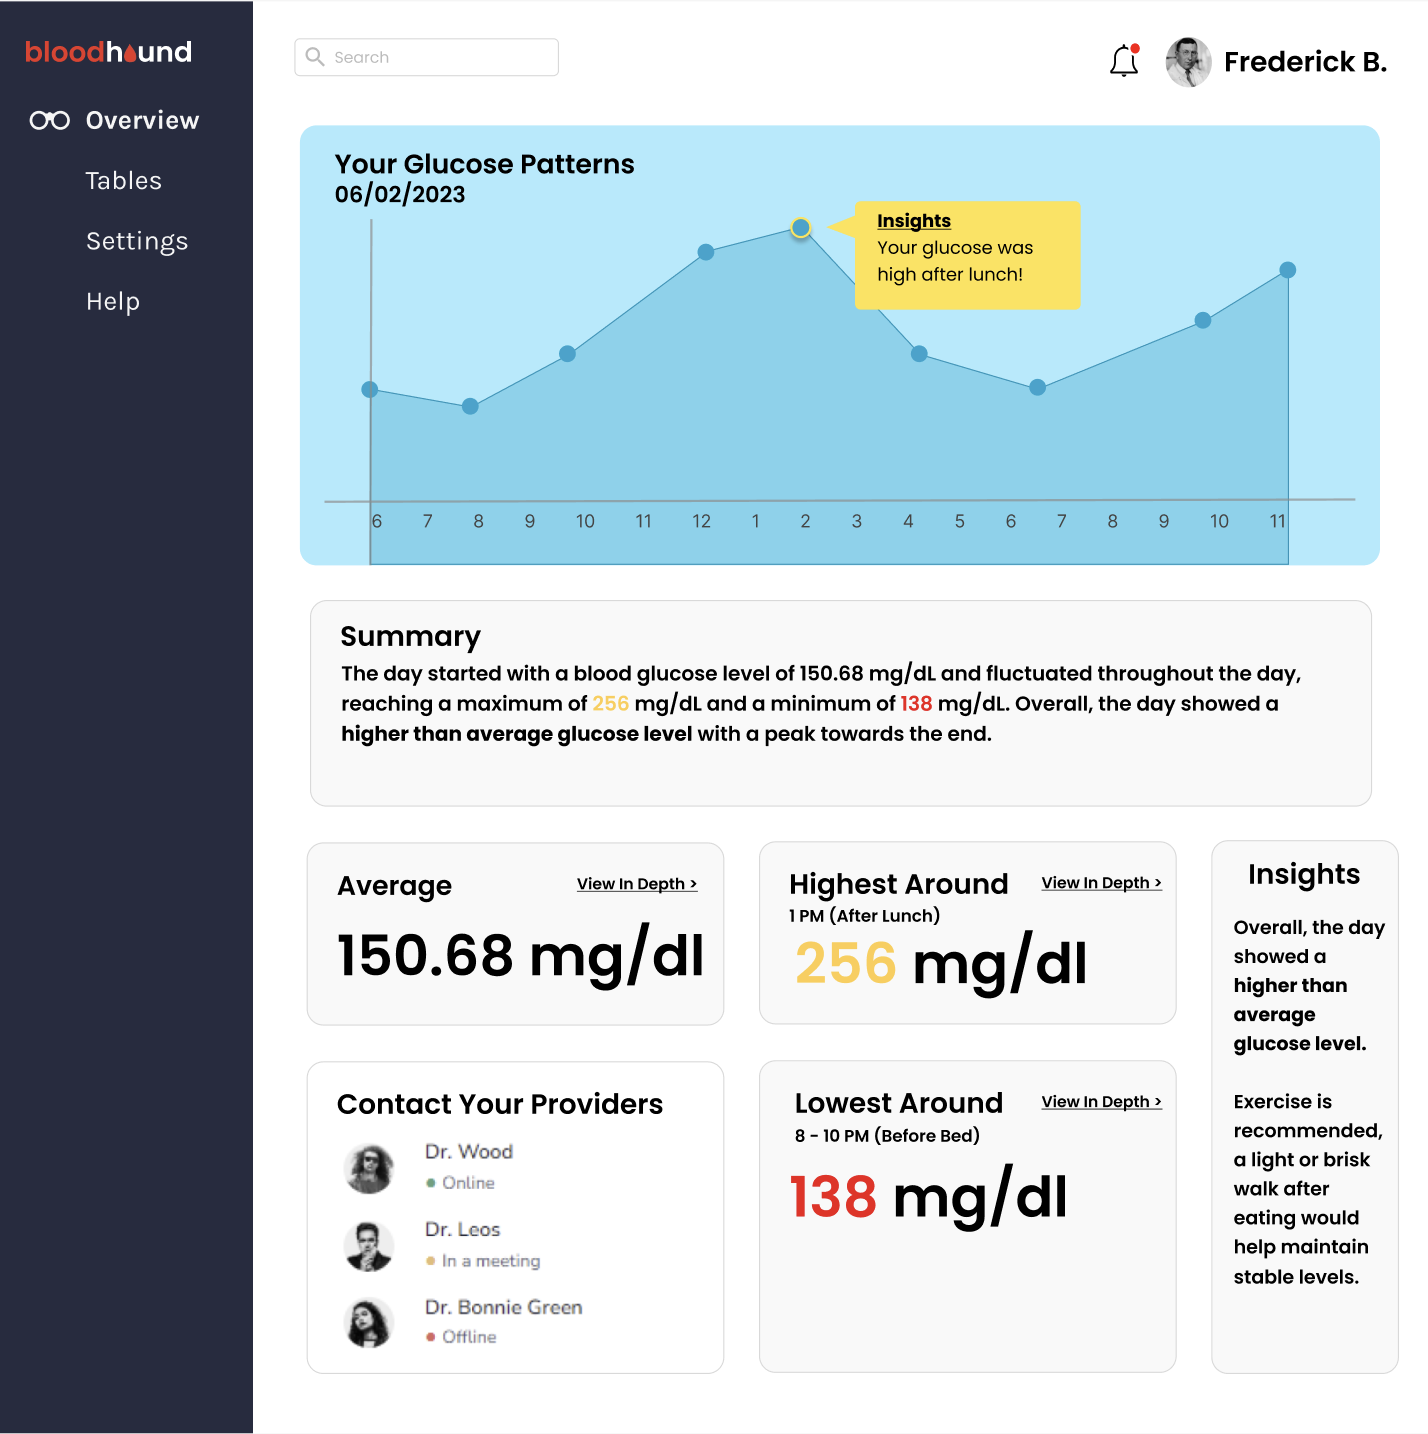 bloodhound
Search
Frederick B.
Overview
Tables
Settings
Help
Your Glucose Patterns
06/02/2023
Insights
Your glucose was
high after lunch!
6 7 8 9 10 11 12 1 2 3 4 5 6 7 8 9 10 11
Summary
The day started with a blood glucose level of 150.68 mg/dL and fluctuated throughout the day,
reaching a maximum of 256 mg/dL and a minimum of 138 mg/dL. Overall, the day showed a
higher than average glucose level with a peak towards the end.
Average
View In Depth >
150.68 mg/dl
Highest Around
View In Depth >
1 PM (After Lunch)
256 mg/dl
Contact Your Providers
Dr. Wood
Online
Dr. Leos
In a meeting
Dr. Bonnie Green
Offline
Lowest Around
View In Depth >
8 - 10 PM (Before Bed)
138 mg/dl
Insights
Overall, the day
showed a
higher than
average
glucose level.
Exercise is
recommended,
a light or brisk
walk after
eating would
help maintain
stable levels.